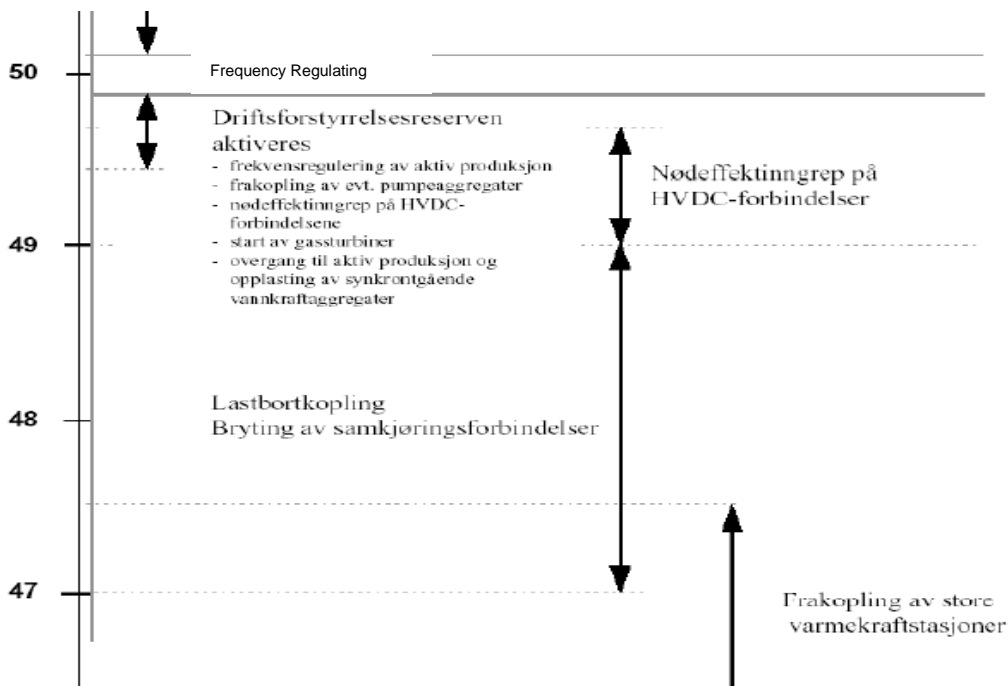 50
Frequency Regulating
Driftsforstyrrelsesreserven
aktiveres
- frekvensregulering av aktiv produksjon
- frakopling av evt. pumpeaggregater
- nødeffektinngrep på HVDC-
forbindelsene
- start av gassturbiner
- overgang til aktiv produksjon og
opplasting av synkrontgående
vannkraftaggregater
Nødeffektinngrep på
HVDC-forbindelser
49
Lastbortkopling
Bryting av samkjøringsforbindelser
48
47
Frakopling av store
varmekraftstasjoner